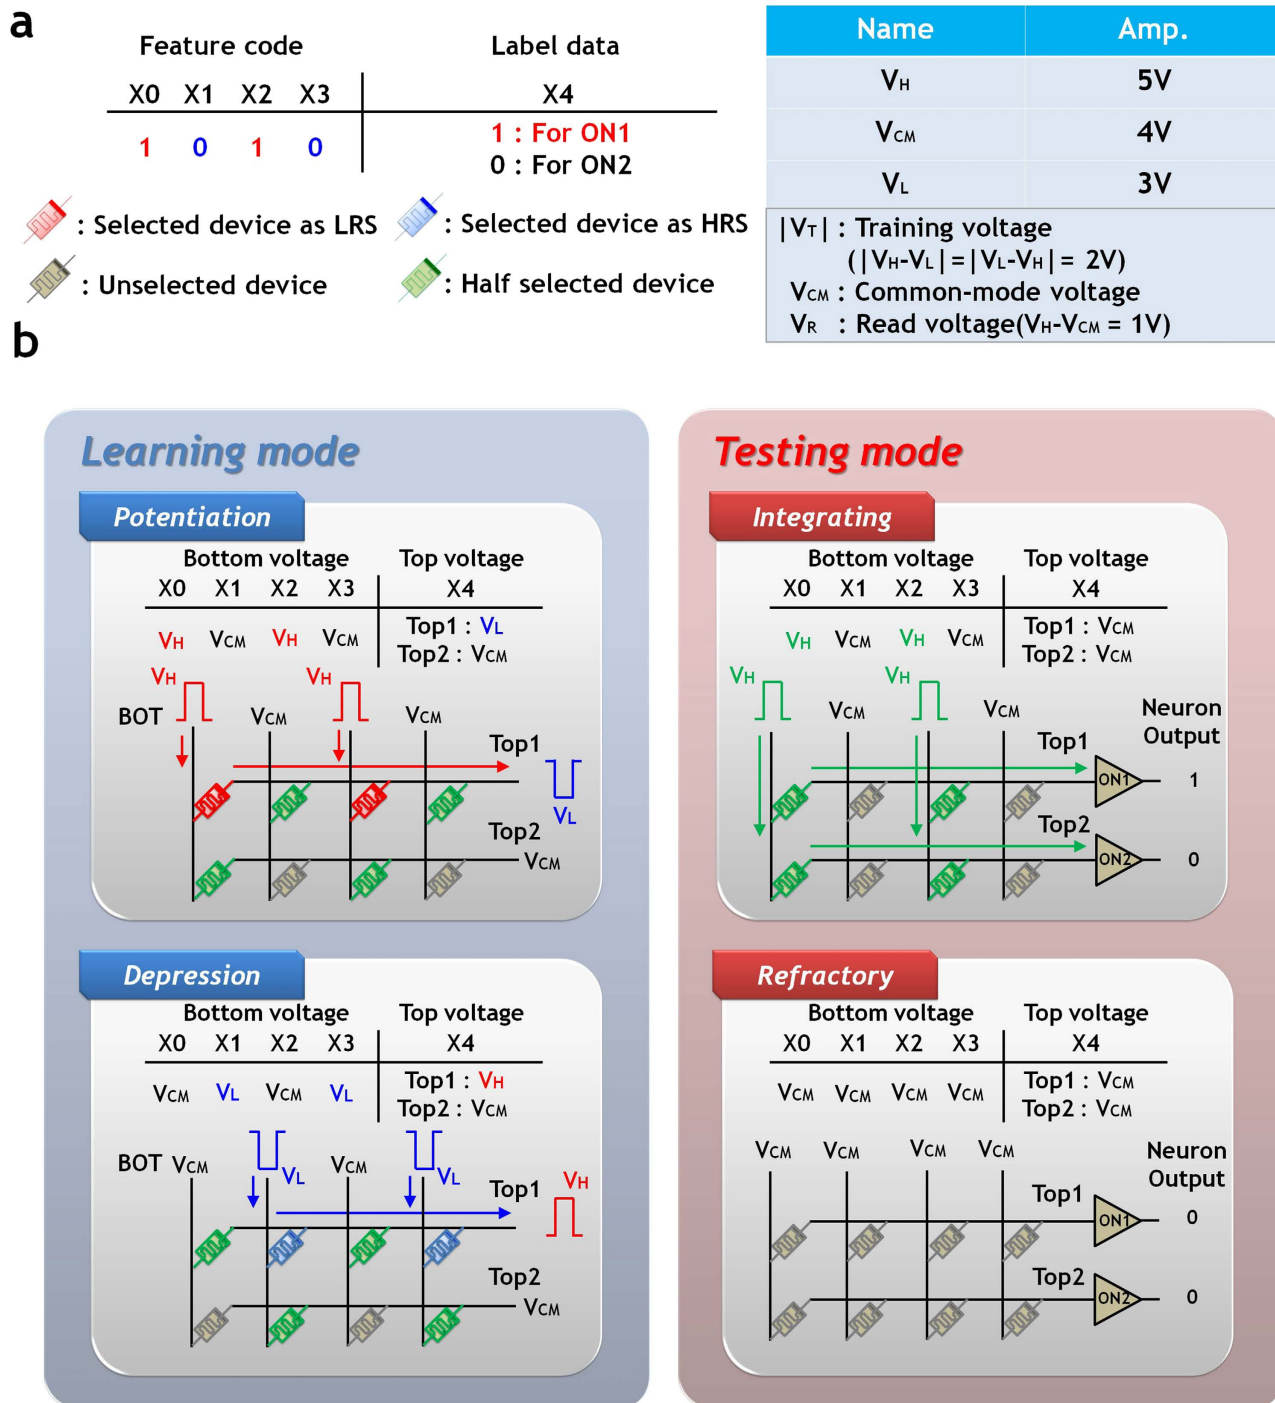 a
Feature code Label data
X0 X1 X2 X3 X4
1 0 1 0
1 : For ON1
0 : For ON2
: Selected device as LRS
: Selected device as HRS
: Unselected device
: Half selected device
Name Amp.
VH 5V
VCM 4V
VL 3V
|VT| : Training voltage
(|VH-VL|=|VL-VH|= 2V)
VCM : Common-mode voltage
VR : Read voltage(VH-VCM = 1V)
b
Learning mode
Potentiation
Bottom voltage Top voltage
X0 X1 X2 X3 X4
VH VCM VH VCM
Top1 : VL
Top2 : VCM
VH VH
BOT VCM VCM
Top1
VL
Top2
VCM
Depression
Bottom voltage Top voltage
X0 X1 X2 X3 X4
VCM VL VCM VL
Top1 : VH
Top2 : VCM
BOT VCM VL VCM VL
Top1
VH
Top2
VCM
Testing mode
Integrating
Bottom voltage Top voltage
X0 X1 X2 X3 X4
VH VCM VH VCM
Top1 : VCM
Top2 : VCM
VH VCM VH VCM
Neuron
Output
Top1
ON1 1
Top2
ON2 0
Refractory
Bottom voltage Top voltage
X0 X1 X2 X3 X4
VCM VCM VCM VCM
Top1 : VCM
Top2 : VCM
VCM VCM VCM VCM
Neuron
Output
Top1
ON1 0
Top2
ON2 0